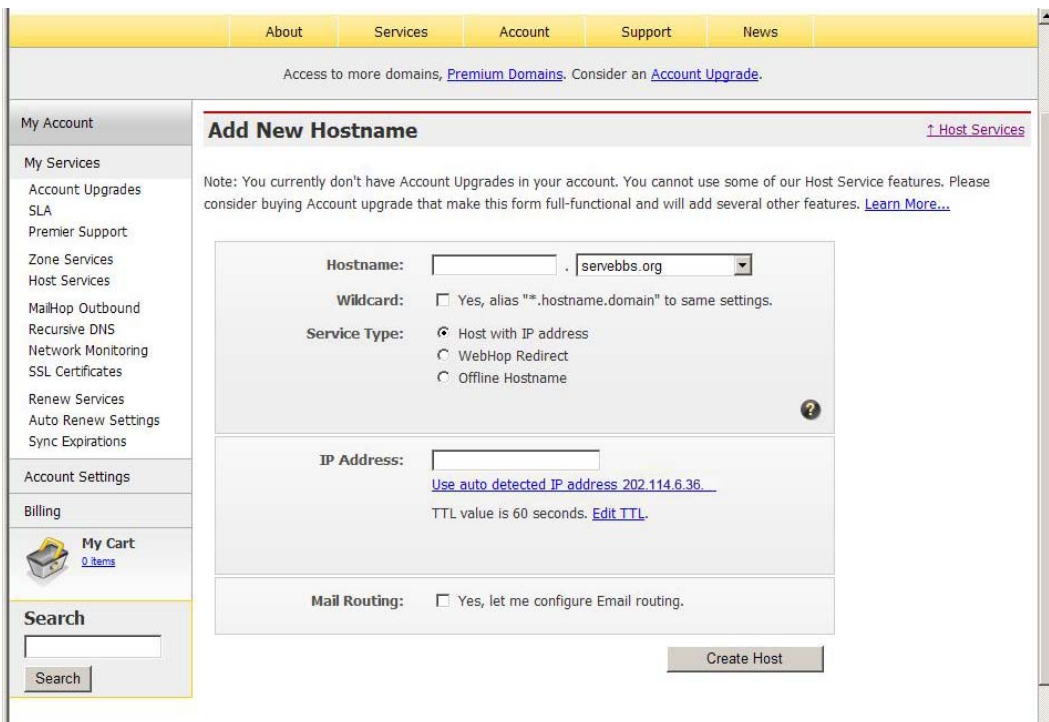 About Services Account Support News
Access to more domains, Premium Domains. Consider an Account Upgrade.
My Account
My Services
Account Upgrades
SLA
Premier Support
Zone Services
Host Services
MailHop Outbound
Recursive DNS
Network Monitoring
SSL Certificates
Renew Services
Auto Renew Settings
Sync Expirations
Account Settings
Billing
My Cart
0 items
Search
Search
Add New Hostname
↑ Host Services
Note: You currently don't have Account Upgrades in your account. You cannot use some of our Host Service features. Please
consider buying Account upgrade that make this form full-functional and will add several other features. Learn More...
Hostname: . servebbs.org
Wildcard: Yes, alias "*.hostname.domain" to same settings.
Service Type: Host with IP address
WebHop Redirect
Offline Hostname
?
IP Address:
Use auto detected IP address 202.114.6.36.
TTL value is 60 seconds. Edit TTL.
Mail Routing: Yes, let me configure Email routing.
Create Host